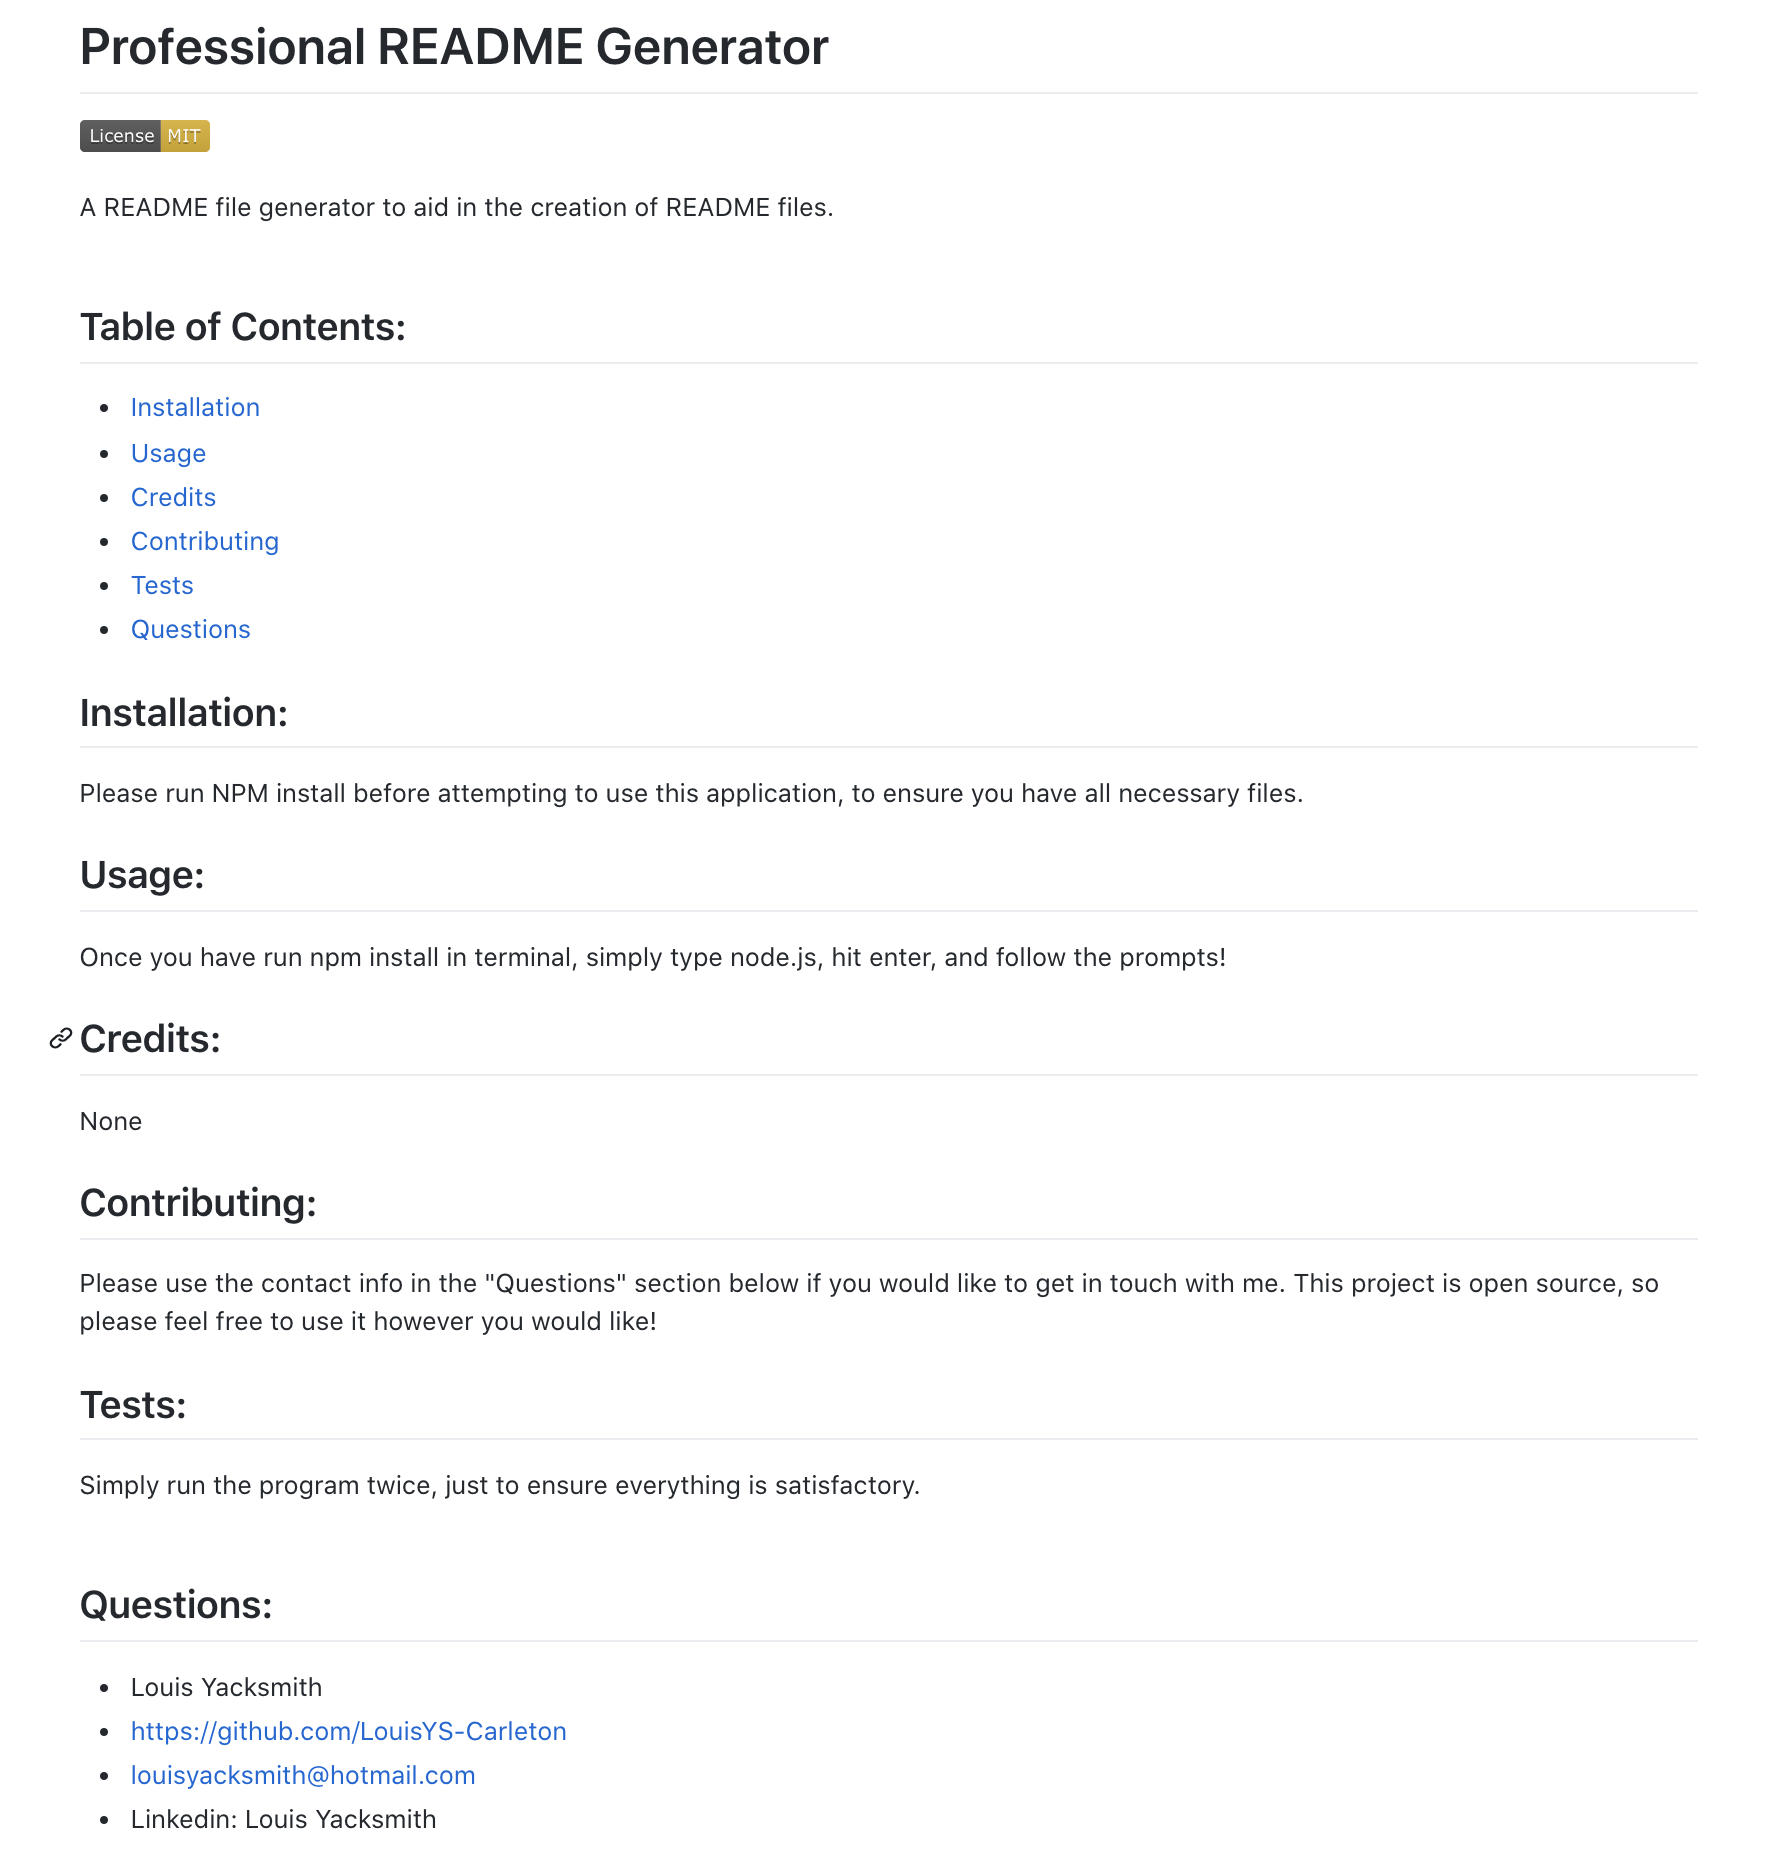 Professional README Generator
License MIT
A README file generator to aid in the creation of README files.
Table of Contents:
Installation
Usage
Credits
Contributing
Tests
Questions
Installation:
Please run NPM install before attempting to use this application, to ensure you have all necessary files.
Usage:
Once you have run npm install in terminal, simply type node.js, hit enter, and follow the prompts!
Credits:
None
Contributing:
Please use the contact info in the "Questions" section below if you would like to get in touch with me. This project is open source, so
please feel free to use it however you would like!
Tests:
Simply run the program twice, just to ensure everything is satisfactory.
Questions:
Louis Yacksmith
https://github.com/LouisYS-Carleton
louisyacksmith@hotmail.com
Linkedin: Louis Yacksmith